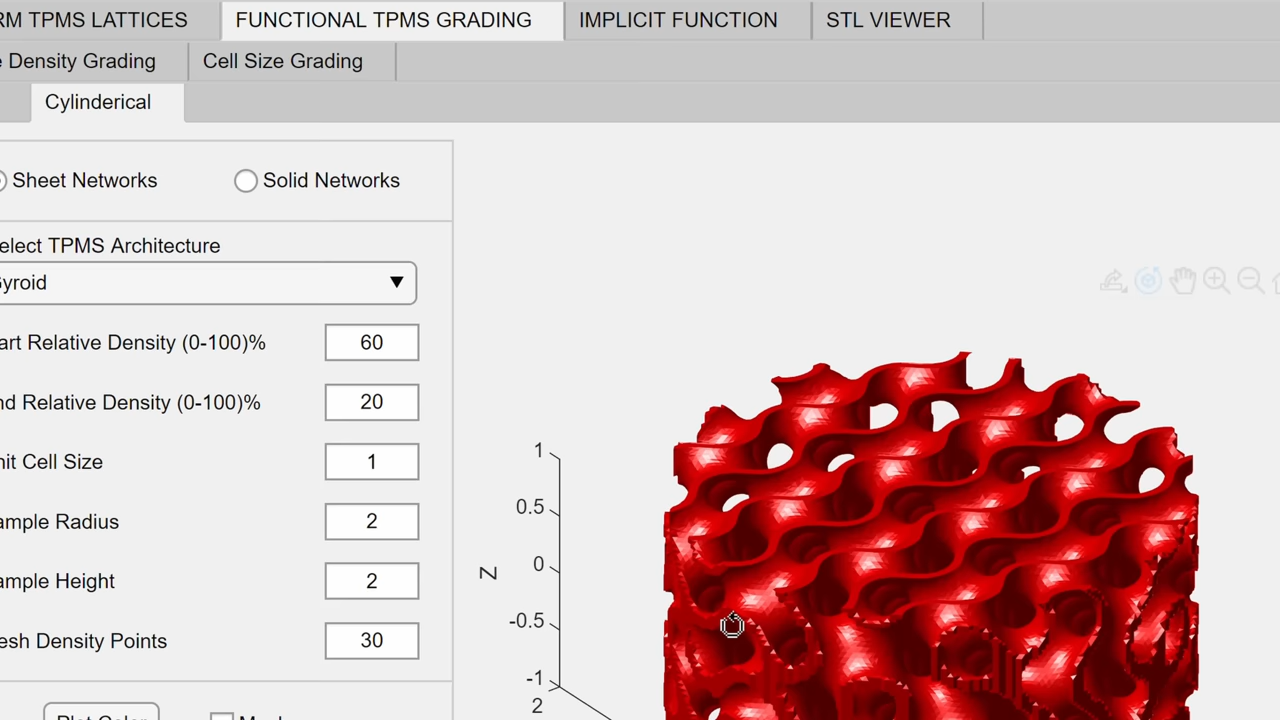 RM TPMS LATTICES FUNCTIONAL TPMS GRADING IMPLICIT FUNCTION STL VIEWER
e Density Grading Cell Size Grading
Cylinderical
Sheet Networks Solid Networks
elect TPMS Architecture
Gyroid
art Relative Density (0-100)% 60
nd Relative Density (0-100)% 20
nit Cell Size 1
ample Radius 2
ample Height 2
esh Density Points 30
Plot Color
1
0.5
0
-0.5
-1
2
Z